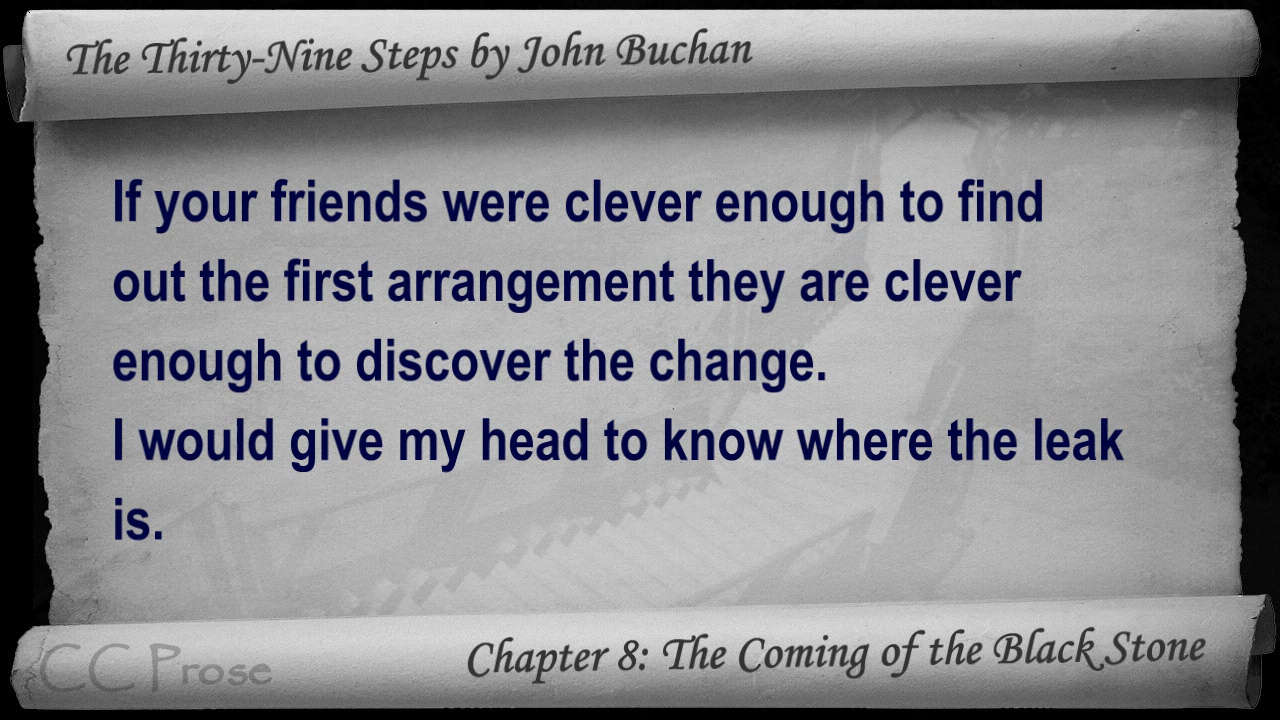 The Thirty-Nine Steps by John Buchan
If your friends were clever enough to find
out the first arrangement they are clever
enough to discover the change.
I would give my head to know where the leak
is.
CC Prose
Chapter 8: The Coming of the Black Stone